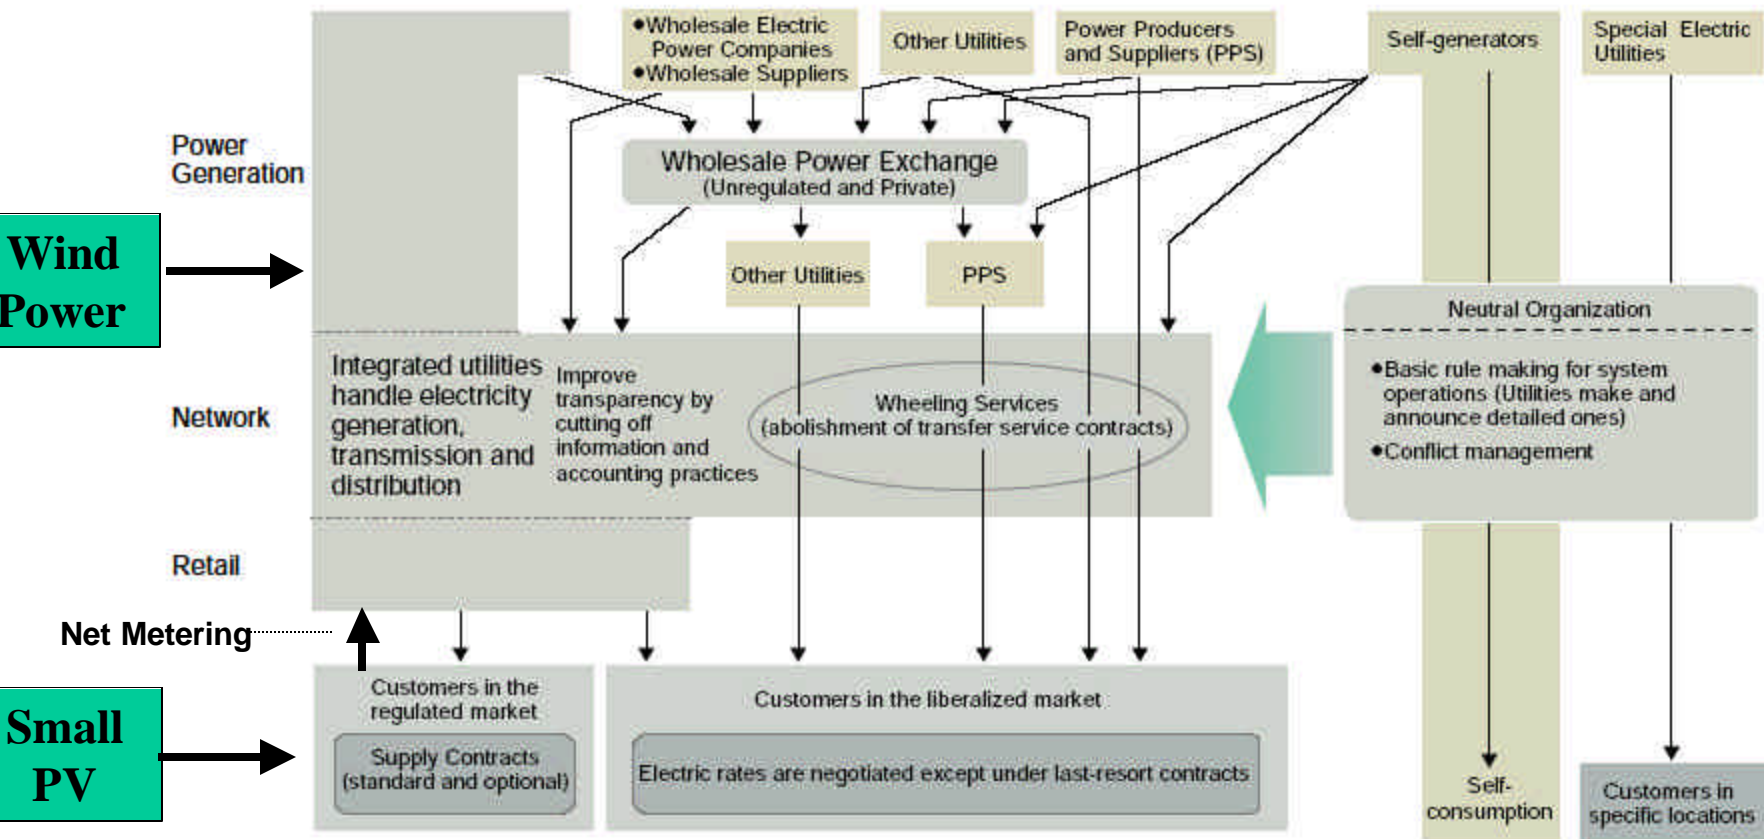 ●Wholesale Electric
Power Companies
●Wholesale Suppliers
Other Utilities
Power Producers
and Suppliers (PPS)
Self-generators
Special Electric
Utilities
Power
Generation
Wholesale Power Exchange
(Unregulated and Private)
Wind
Power
Other Utilities
PPS
Neutral Organization
●Basic rule making for system
operations (Utilities make and
announce detailed ones)
●Conflict management
Network
Integrated utilities
handle electricity
generation,
transmission and
distribution
Improve
transparency by
cutting off
information and
accounting practices
Wheeling Services
(abolishment of transfer service contracts)
Retail
Net Metering
Small
PV
Customers in the
regulated market
Supply Contracts
(standard and optional)
Customers in the liberalized market
Electric rates are negotiated except under last-resort contracts
Self-
consumption
Customers in
specific locations